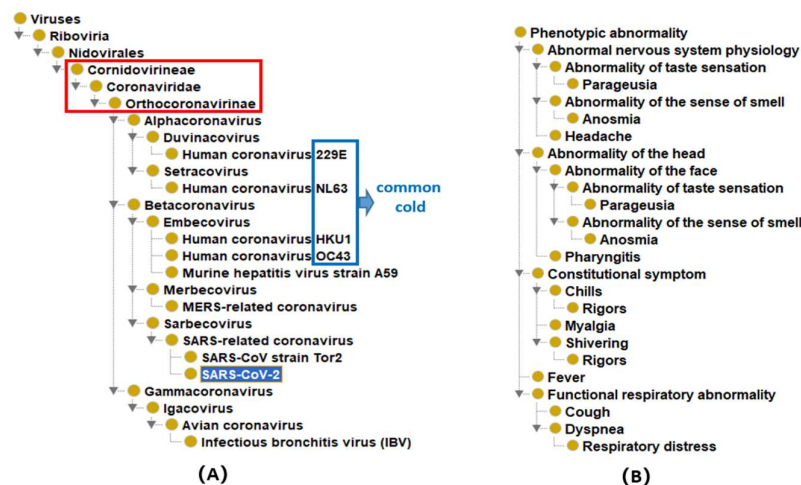 Viruses
Riboviria
Nidovirales
Cornidovirineae
Coronaviridae
Orthocoronavirinae
Alphacoronavirus
Duvinacovirus
Human coronavirus 229E
Setracovirus
Human coronavirus NL63
Betacoronavirus
Embecovirus
Human coronavirus HKU1
Human coronavirus OC43
Murine hepatitis virus strain A59
Merbecovirus
MERS-related coronavirus
Sarbecovirus
SARS-related coronavirus
SARS-CoV strain Tor2
SARS-CoV-2
Gammacoronavirus
Igacovirus
Avian coronavirus
Infectious bronchitis virus (IBV)
common
cold
(A)
Phenotypic abnormality
Abnormal nervous system physiology
Abnormality of taste sensation
Parageusia
Abnormality of the sense of smell
Anosmia
Headache
Abnormality of the head
Abnormality of the face
Abnormality of taste sensation
Parageusia
Abnormality of the sense of smell
Anosmia
Pharyngitis
Constitutional symptom
Chills
Rigors
Myalgia
Shivering
Rigors
Fever
Functional respiratory abnormality
Cough
Dyspnea
Respiratory distress
(B)